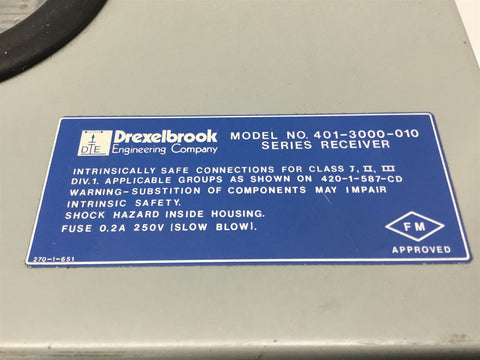 DE
Drexelbrook
Engineering Company
MODEL NO. 401-3000-010
SERIES RECEIVER
INTRINSICALLY SAFE CONNECTIONS FOR CLASS I, II, III
DIV.1. APPLICABLE GROUPS AS SHOWN ON 420-1-587-CD
WARNING-SUBSTITION OF COMPONENTS MAY IMPAIR
INTRINSIC SAFETY.
SHOCK HAZARD INSIDE HOUSING.
FUSE 0.2A 250V (SLOW BLOW).
FM
APPROVED
270-1-651